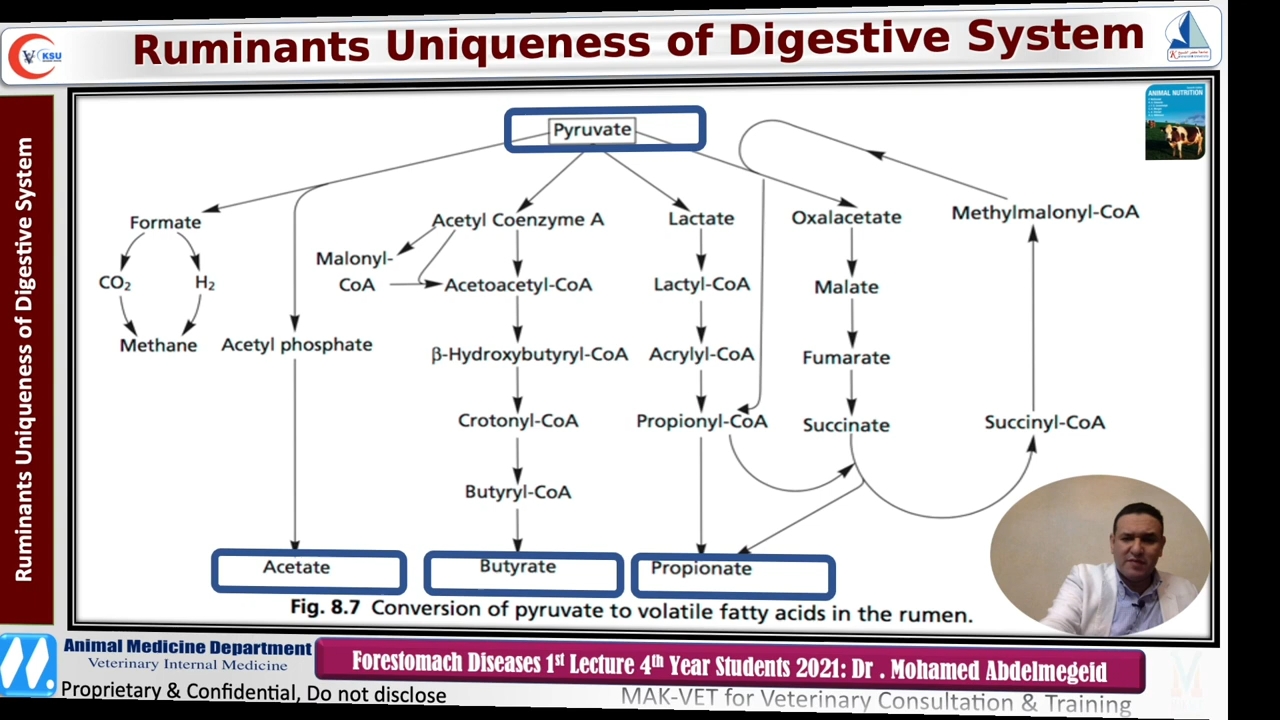 Ruminants Uniqueness of Digestive System
KSU
ANIMAL NUTRITION
Ruminants Uniqueness of Digestive System
Pyruvate
Formate
Acetyl Coenzyme A
Lactate
Oxalacetate
Methylmalonyl-CoA
Malonyl-
CoA
CO₂
H₂
Acetoacetyl-CoA
Lactyl-CoA
Malate
Methane
Acetyl phosphate
β-Hydroxybutyryl-CoA
Acrylyl-CoA
Fumarate
Crotonyl-CoA
Propionyl-CoA
Succinate
Succinyl-CoA
Butyryl-CoA
Acetate
Butyrate
Propionate
Fig. 8.7 Conversion of pyruvate to volatile fatty acids in the rumen.
Animal Medicine Department
Veterinary Internal Medicine
Forestomach Diseases 1st Lecture 4th Year Students 2021: Dr . Mohamed Abdelmegeid
Proprietary & Confidential, Do not disclose
MAK-VET for Veterinary Consultation & Training